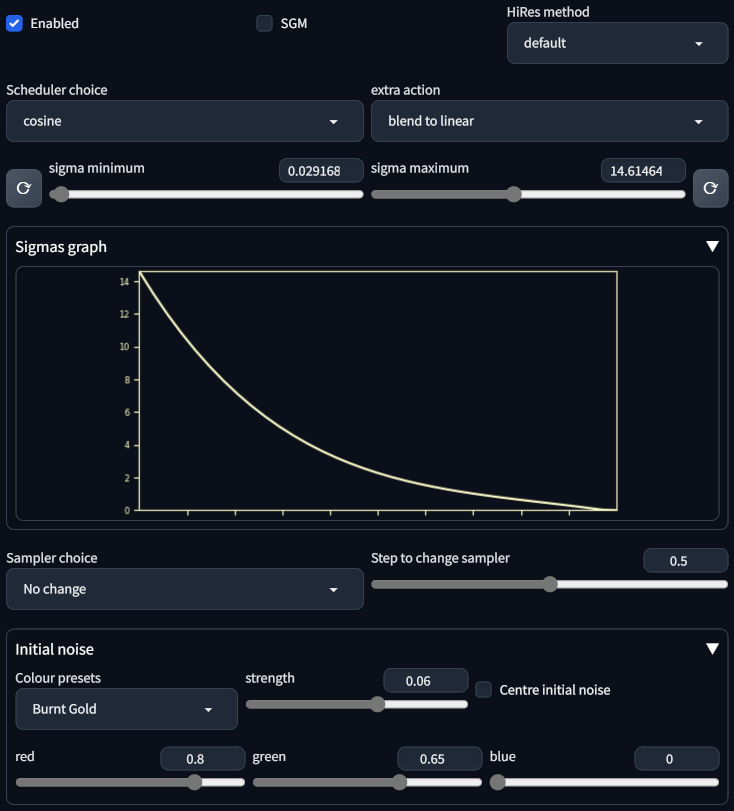 Enabled
SGM
HiRes method
default
Scheduler choice
extra action
cosine
blend to linear
sigma minimum
0.029168
sigma maximum
14.61464
Sigmas graph
14
12
10
8
6
4
2
0
Sampler choice
Step to change sampler
0.5
No change
Initial noise
Colour presets
strength
0.06
Centre initial noise
Burnt Gold
red
0.8
green
0.65
blue
0